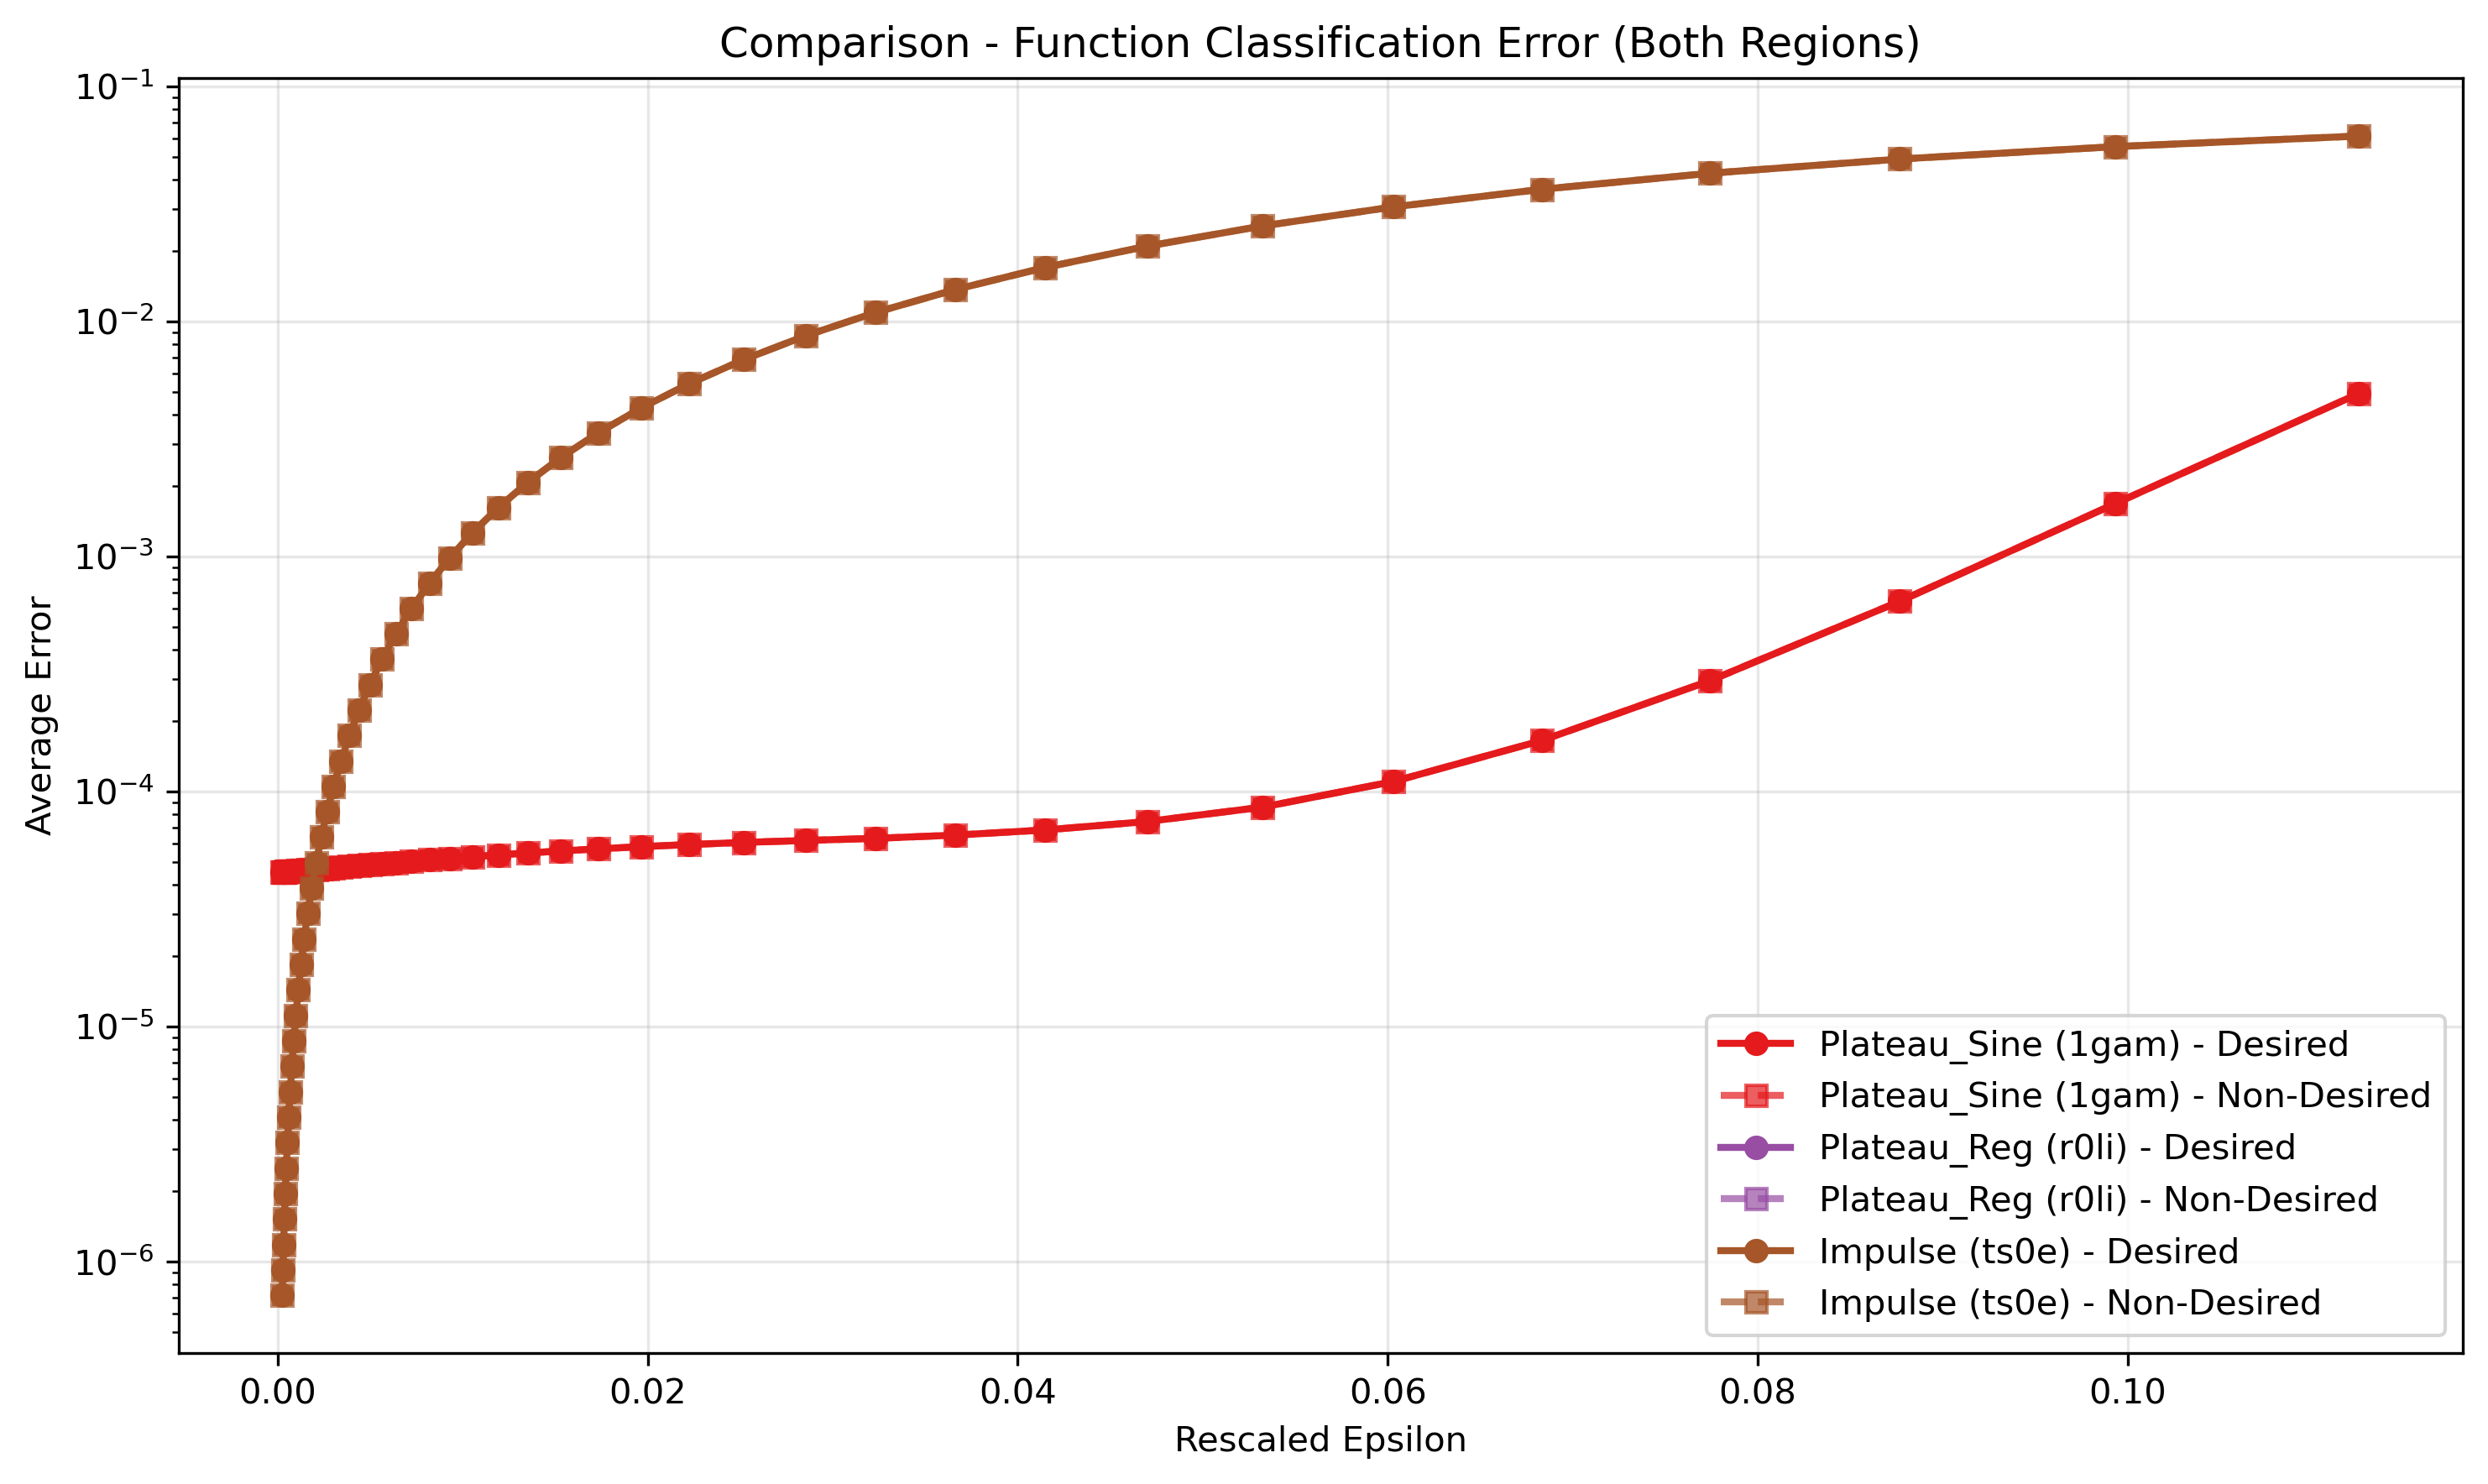 Comparison - Function Classification Error (Both Regions)
10⁻¹
10⁻²
10⁻³
10⁻⁴
10⁻⁵
10⁻⁶
Average Error
Plateau_Sine (1gam) - Desired
Plateau_Sine (1gam) - Non-Desired
Plateau_Reg (r0li) - Desired
Plateau_Reg (r0li) - Non-Desired
Impulse (ts0e) - Desired
Impulse (ts0e) - Non-Desired
0.00 0.02 0.04 0.06 0.08 0.10
Rescaled Epsilon